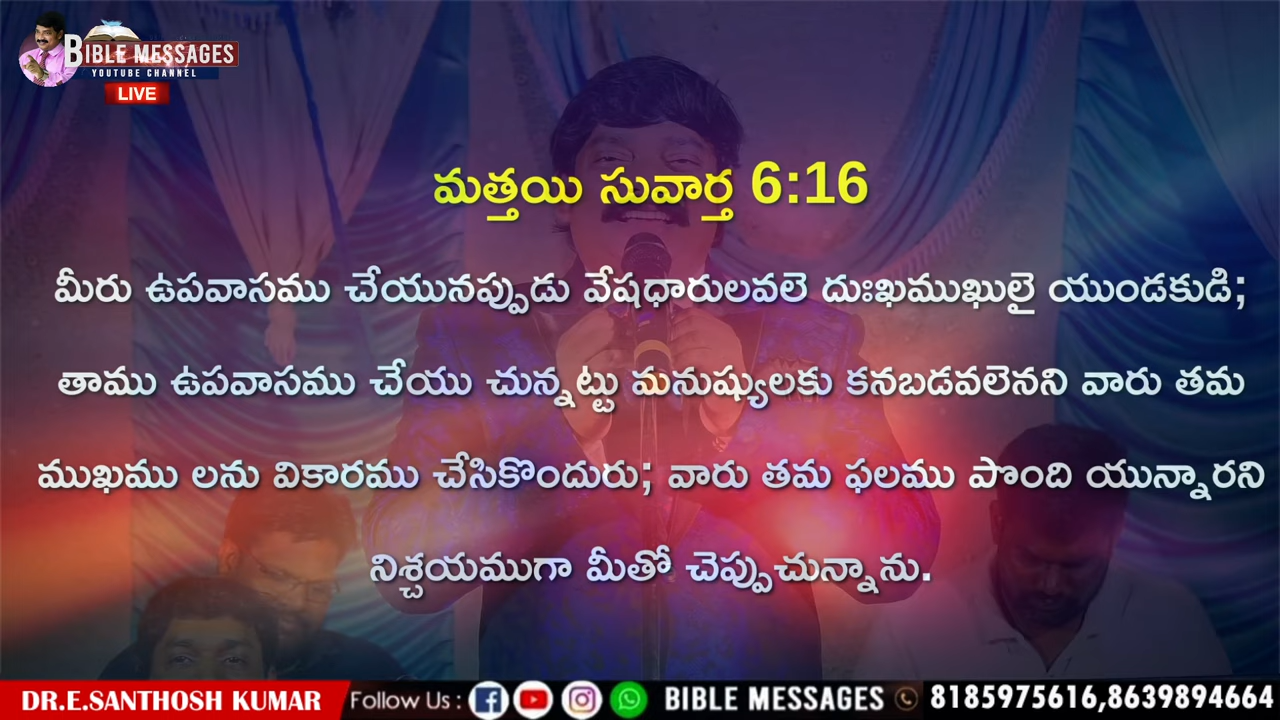 BIBLE MESSAGES
YOUTUBE CHANNEL
LIVE
మత్తయి సువార్త 6:16
మీరు ఉపవాసము చేయునప్పుడు వేషధారులవలె దుఃఖముఖులై యుండకుడి;
తాము ఉపవాసము చేయు చున్నట్టు మనుష్యులకు కనబడవలెనని వారు తమ
ముఖము లను వికారము చేసికొందురు; వారు తమ ఫలము పొంది యున్నారని
నిశ్చయముగా మీతో చెప్పుచున్నాను.
DR.E.SANTHOSH KUMAR Follow Us : BIBLE MESSAGES 8185975616,8639894664